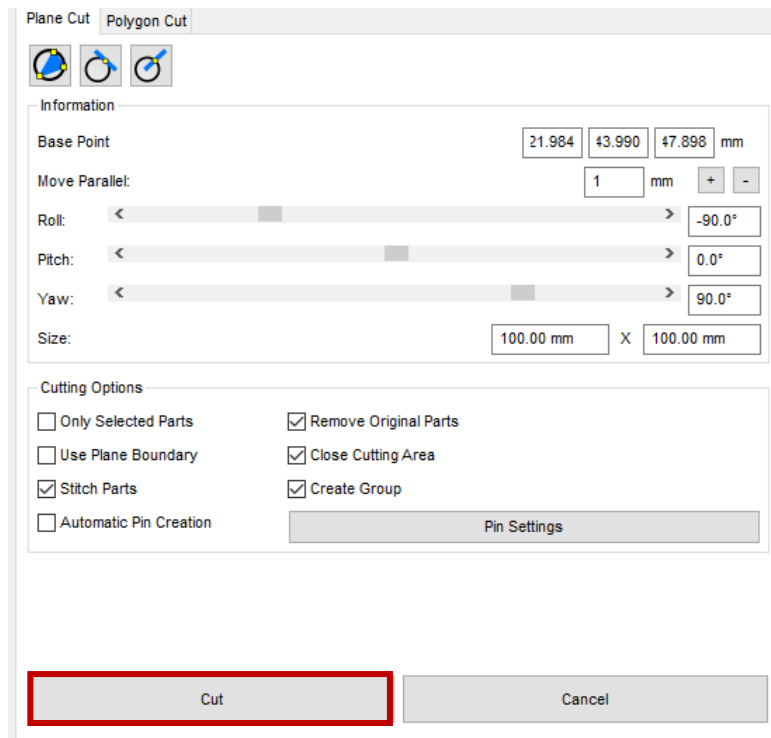 Plane Cut Polygon Cut
Information
Base Point 21.984 43.990 47.898 mm
Move Parallel: 1 mm + -
Roll: < > -90.0°
Pitch: < > 0.0°
Yaw: < > 90.0°
Size: 100.00 mm X 100.00 mm
Cutting Options
Only Selected Parts Remove Original Parts
Use Plane Boundary Close Cutting Area
Stitch Parts Create Group
Automatic Pin Creation Pin Settings
Cut Cancel